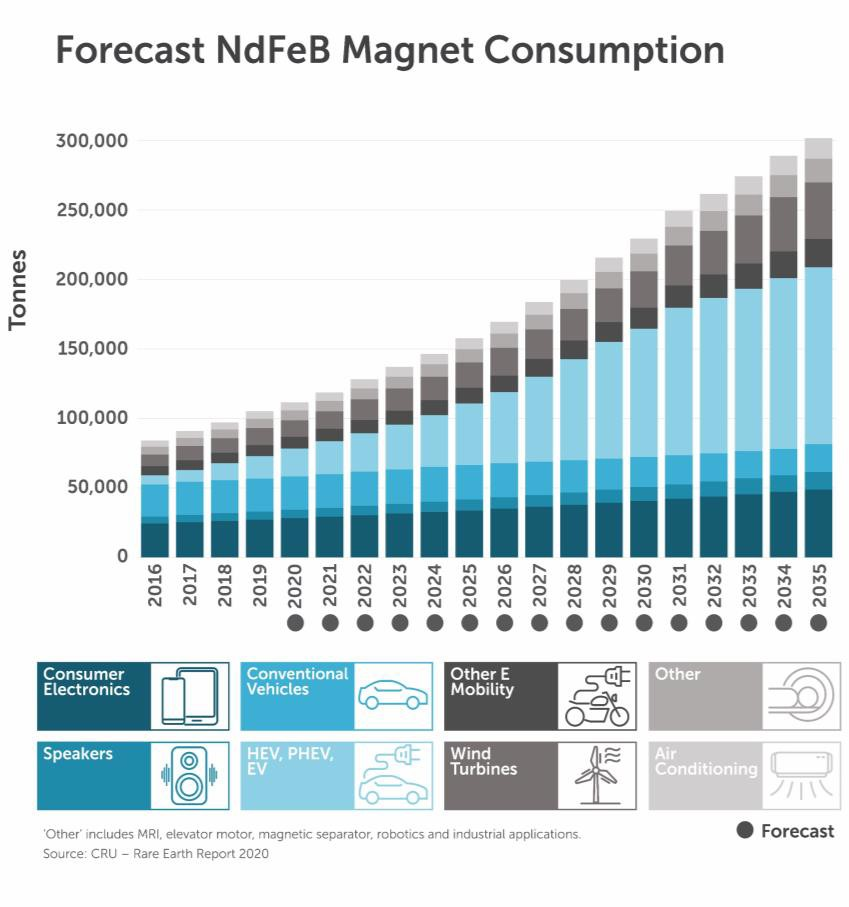 Forecast NdFeB Magnet Consumption
300,000
250,000
200,000
150,000
100,000
50,000
0
Tonnes
2016
2017
2018
2019
2020
2021
2022
2023
2024
2025
2026
2027
2028
2029
2030
2031
2032
2033
2034
2035
Consumer
Electronics
Conventional
Vehicles
Other E
Mobility
Other
Speakers
HEV, PHEV,
EV
Wind
Turbines
Air
Conditioning
'Other' includes MRI, elevator motor, magnetic separator, robotics and industrial applications.
Source: CRU – Rare Earth Report 2020
Forecast